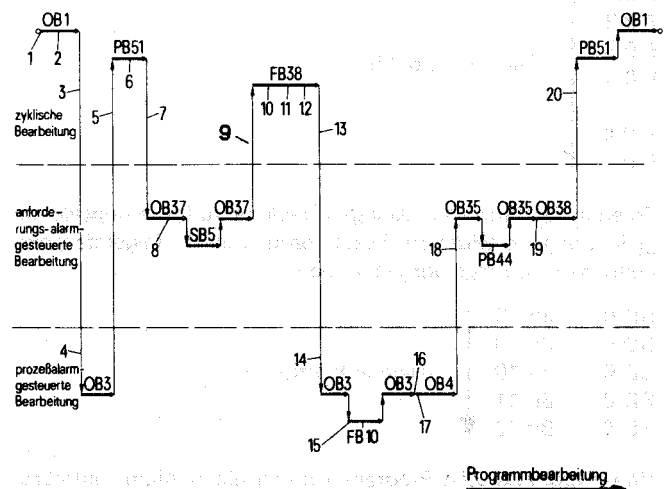 OB1
OB1
1 2
PB51
PB51
6
FB38
3
5
7
10 11 12
20
zyklische
Bearbeitung
9
13
anforde-
rungs-alarm-
gesteuerte
Bearbeitung
OB37
OB37
8
SB5
OB35
OB35
OB38
18
19
PB44
4
prozeßalarm-
gesteuerte
Bearbeitung
OB3
14
OB3
OB3
16
OB4
15
FB10
17
Programmbearbeitung